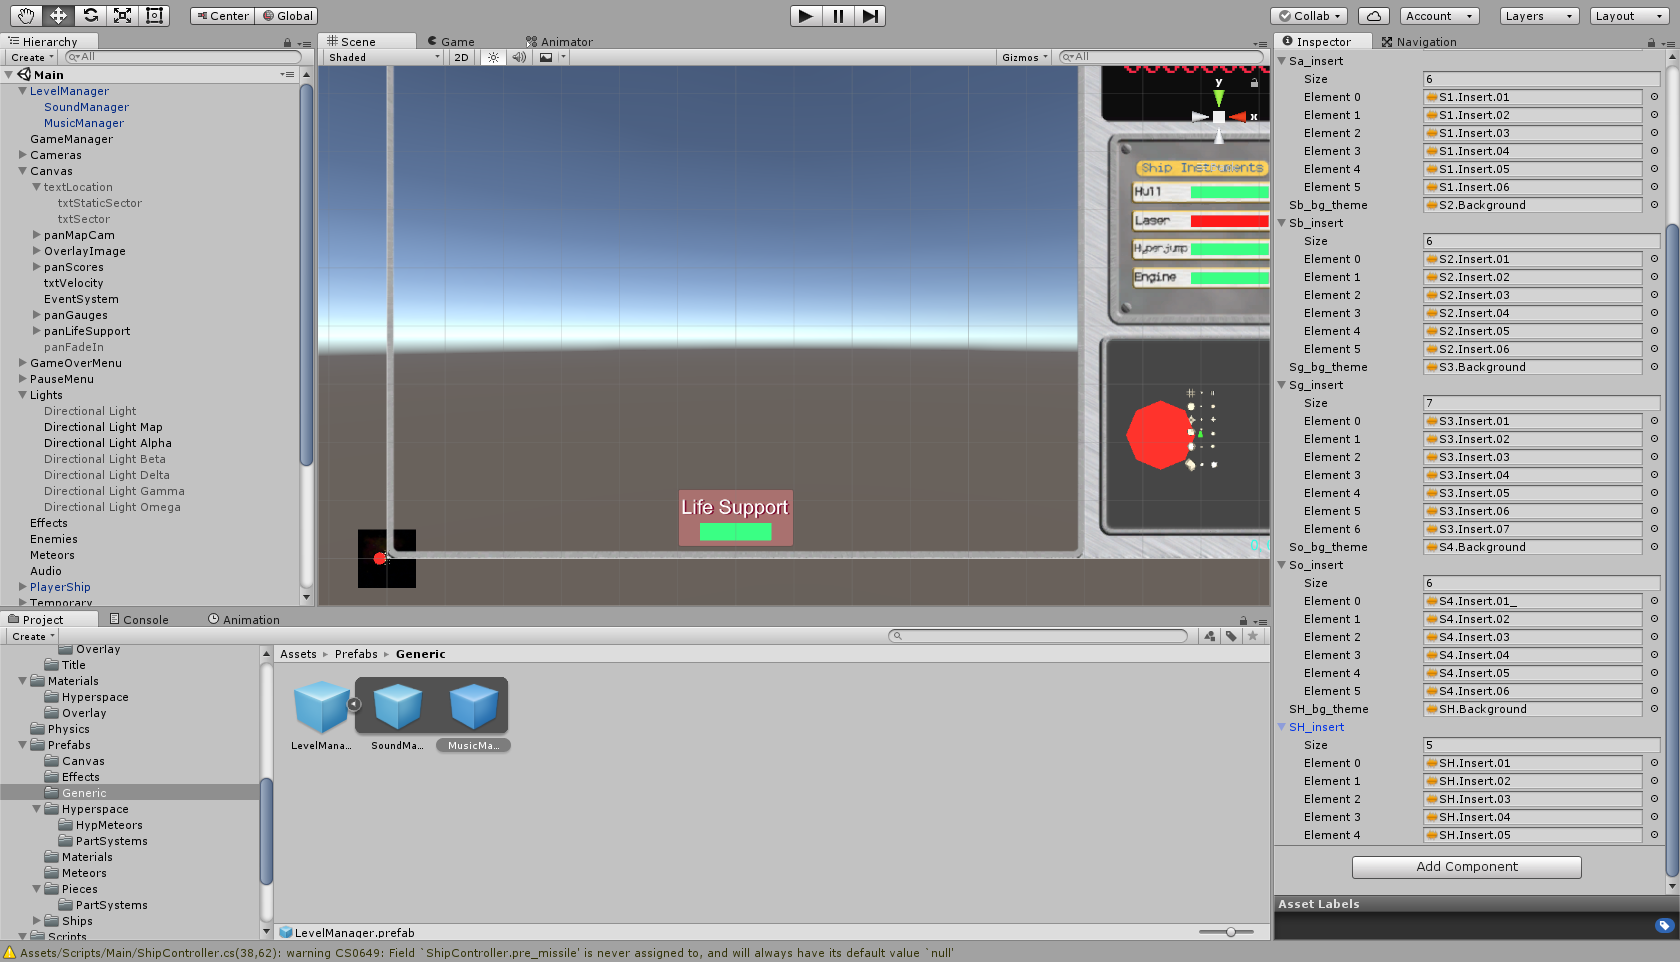 Center
Global
Collab
Account
Layers
Layout
Hierarchy
Create
All
Main
LevelManager
SoundManager
MusicManager
GameManager
Cameras
Canvas
textLocation
txtStaticSector
txtSector
panMapCam
OverlayImage
panScores
txtVelocity
EventSystem
panGauges
panLifeSupport
panFadeIn
GameOverMenu
PauseMenu
Lights
Directional Light
Directional Light Map
Directional Light Alpha
Directional Light Beta
Directional Light Delta
Directional Light Gamma
Directional Light Omega
Effects
Enemies
Meteors
Audio
PlayerShip
Temporary
Scene
Game
Animator
Shaded
2D
Gizmos
All
y
x
Ship Instruments
Hull
Laser
Hyperjump
Engine
Life Support
Inspector
Navigation
Sa_insert
Size 6
Element 0 S1.Insert.01
Element 1 S1.Insert.02
Element 2 S1.Insert.03
Element 3 S1.Insert.04
Element 4 S1.Insert.05
Element 5 S1.Insert.06
Sb_bg_theme S2.Background
Sb_insert
Size 6
Element 0 S2.Insert.01
Element 1 S2.Insert.02
Element 2 S2.Insert.03
Element 3 S2.Insert.04
Element 4 S2.Insert.05
Element 5 S2.Insert.06
Sg_bg_theme S3.Background
Sg_insert
Size 7
Element 0 S3.Insert.01
Element 1 S3.Insert.02
Element 2 S3.Insert.03
Element 3 S3.Insert.04
Element 4 S3.Insert.05
Element 5 S3.Insert.06
Element 6 S3.Insert.07
So_bg_theme S4.Background
So_insert
Size 6
Element 0 S4.Insert.01_
Element 1 S4.Insert.02
Element 2 S4.Insert.03
Element 3 S4.Insert.04
Element 4 S4.Insert.05
Element 5 S4.Insert.06
SH_bg_theme SH.Background
SH_insert
Size 5
Element 0 SH.Insert.01
Element 1 SH.Insert.02
Element 2 SH.Insert.03
Element 3 SH.Insert.04
Element 4 SH.Insert.05
Add Component
Asset Labels
Project
Console
Animation
Create
Overlay
Title
Materials
Hyperspace
Overlay
Physics
Prefabs
Canvas
Effects
Generic
Hyperspace
HypMeteors
PartSystems
Materials
Meteors
Pieces
PartSystems
Ships
Scripts
Assets ▸ Prefabs ▸ Generic
LevelMana...
SoundMa...
MusicMa...
LevelManager.prefab
Assets/Scripts/Main/ShipController.cs(38,62): warning CS0649: Field `ShipController.pre_missile' is never assigned to, and will always have its default value `null'